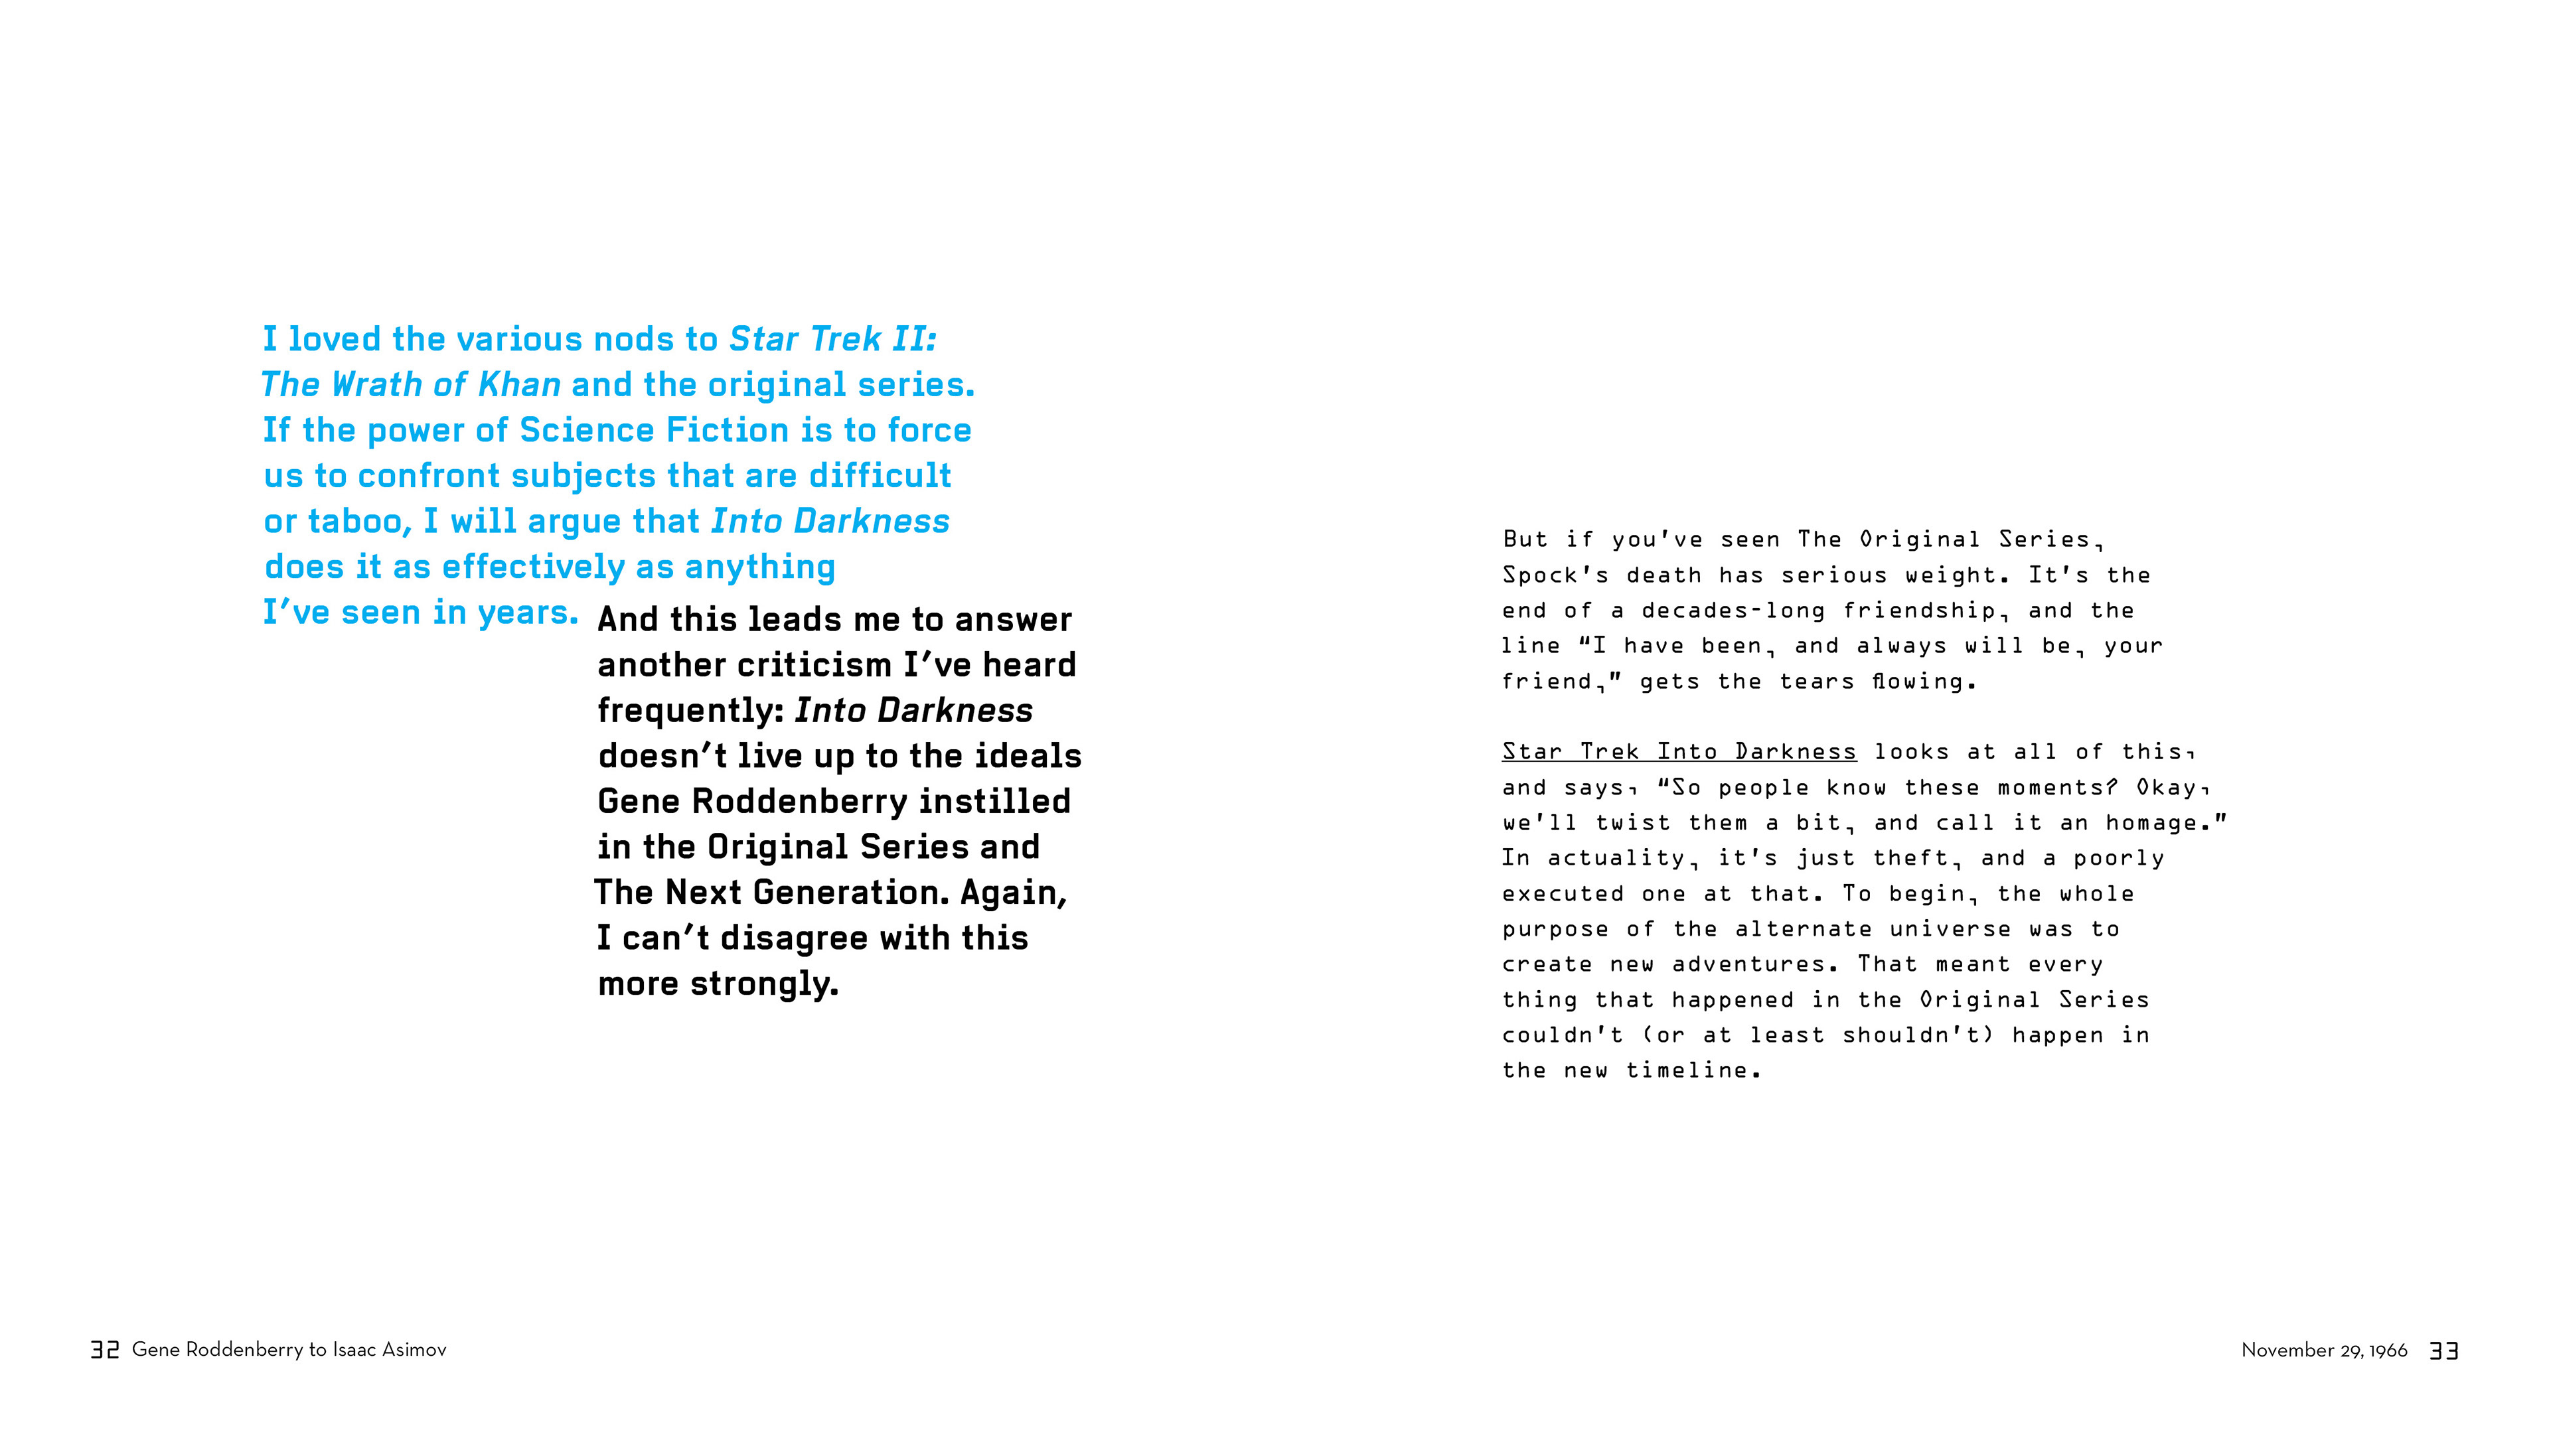 I loved the various nods to Star Trek II:
The Wrath of Khan and the original series.
If the power of Science Fiction is to force
us to confront subjects that are difficult
or taboo, I will argue that Into Darkness
does it as effectively as anything
I’ve seen in years.
And this leads me to answer
another criticism I’ve heard
frequently: Into Darkness
doesn’t live up to the ideals
Gene Roddenberry instilled
in the Original Series and
The Next Generation. Again,
I can’t disagree with this
more strongly.
But if you've seen The Original Series,
Spock's death has serious weight. It's the
end of a decades-long friendship, and the
line “I have been, and always will be, your
friend,” gets the tears flowing.
Star Trek Into Darkness looks at all of this,
and says, “So people know these moments? Okay,
we'll twist them a bit, and call it an homage.”
In actuality, it's just theft, and a poorly
executed one at that. To begin, the whole
purpose of the alternate universe was to
create new adventures. That meant every
thing that happened in the Original Series
couldn't (or at least shouldn't) happen in
the new timeline.
32 Gene Roddenberry to Isaac Asimov
November 29, 1966 33